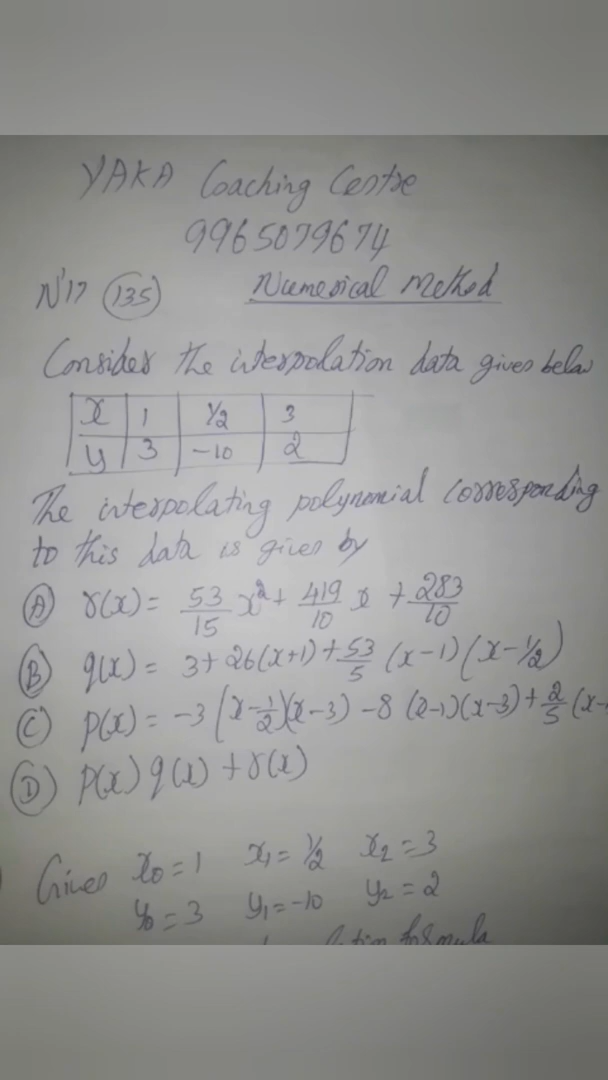 YAKA Coaching Centre
9965079674
N'17 (135) Numerical Method
Consider the interpolation data given below
x 1 1/2 3
y 3 -10 2
The interpolating polynomial corresponding
to this data is given by
(A) r(x) = 53/15 x² + 419/10 x + 283/10
(B) q(x) = 3 + 26(x+1) + 53/5 (x-1)(x-1/2)
(C) p(x) = -3 (x-1/2)(x-3) -8 (x-1)(x-3) + 2/5 (x-
(D) p(x) q(x) + r(x)
Given x₀ = 1 x₁ = 1/2 x₂ = 3
y₀ = 3 y₁ = -10 y₂ = 2
formula